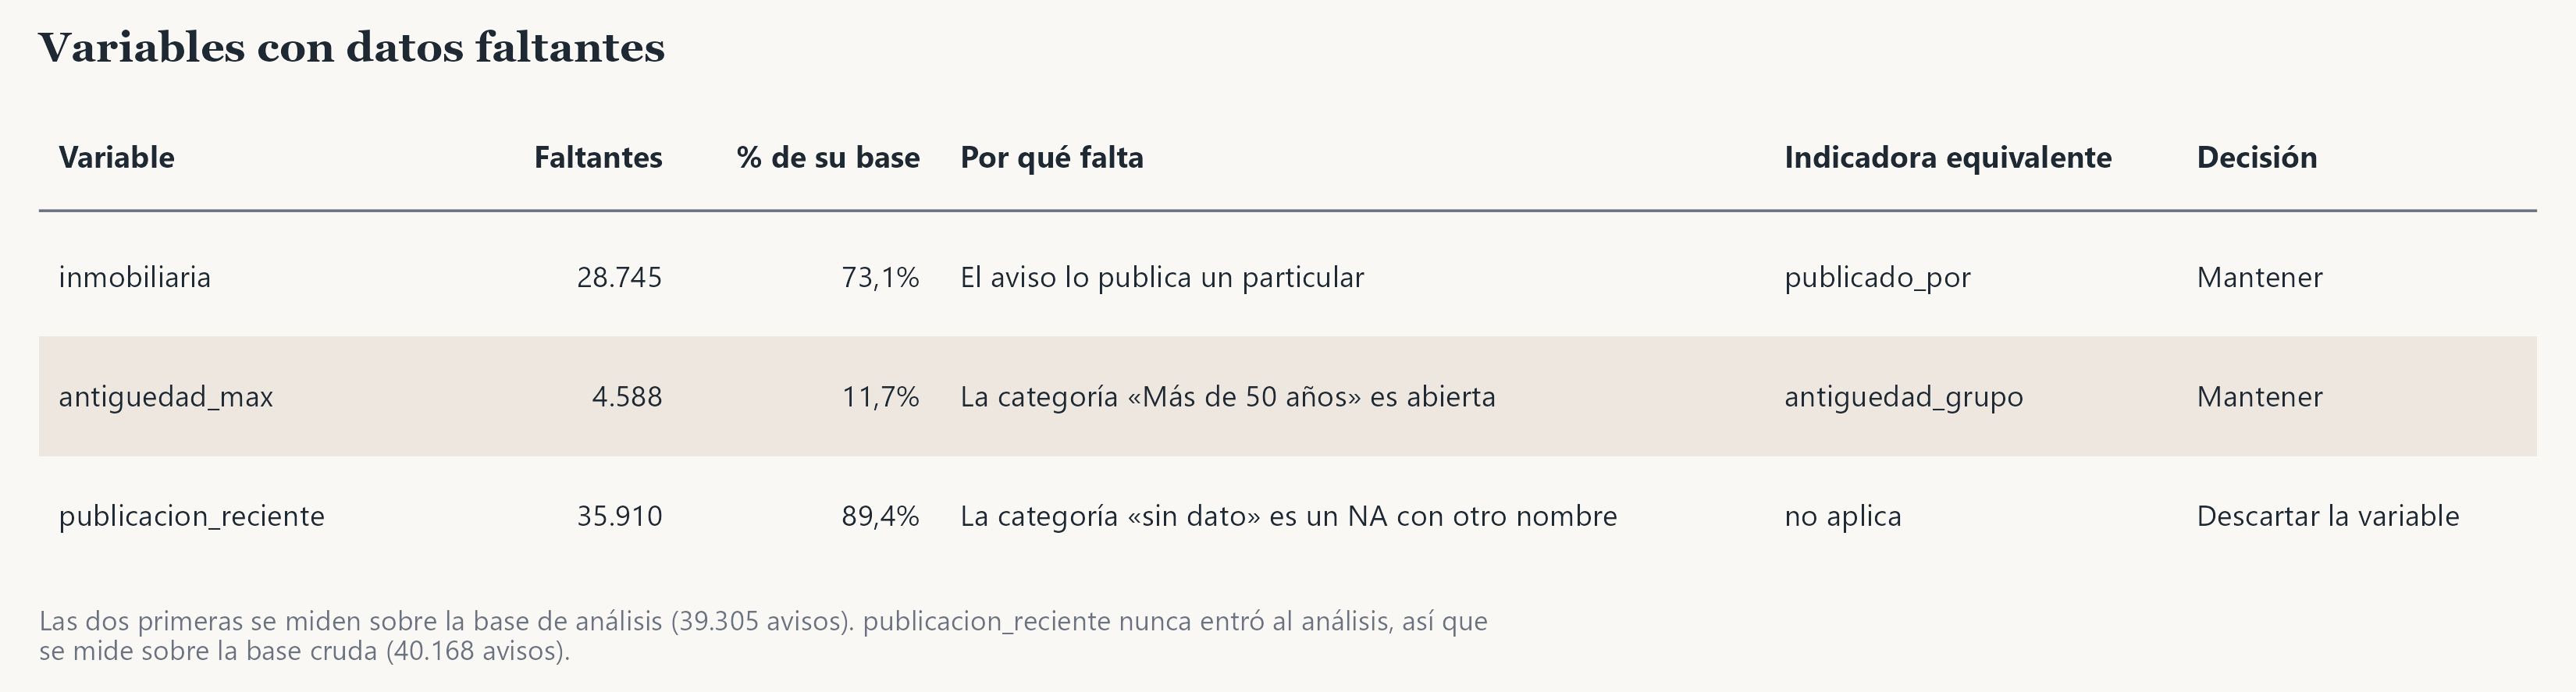 Variables con datos faltantes
Variable Faltantes % de su base Por qué falta Indicadora equivalente Decisión
inmobiliaria 28.745 73,1% El aviso lo publica un particular publicado_por Mantener
antiguedad_max 4.588 11,7% La categoría «Más de 50 años» es abierta antiguedad_grupo Mantener
publicacion_reciente 35.910 89,4% La categoría «sin dato» es un NA con otro nombre no aplica Descartar la variable
Las dos primeras se miden sobre la base de análisis (39.305 avisos). publicacion_reciente nunca entró al análisis, así que
se mide sobre la base cruda (40.168 avisos).